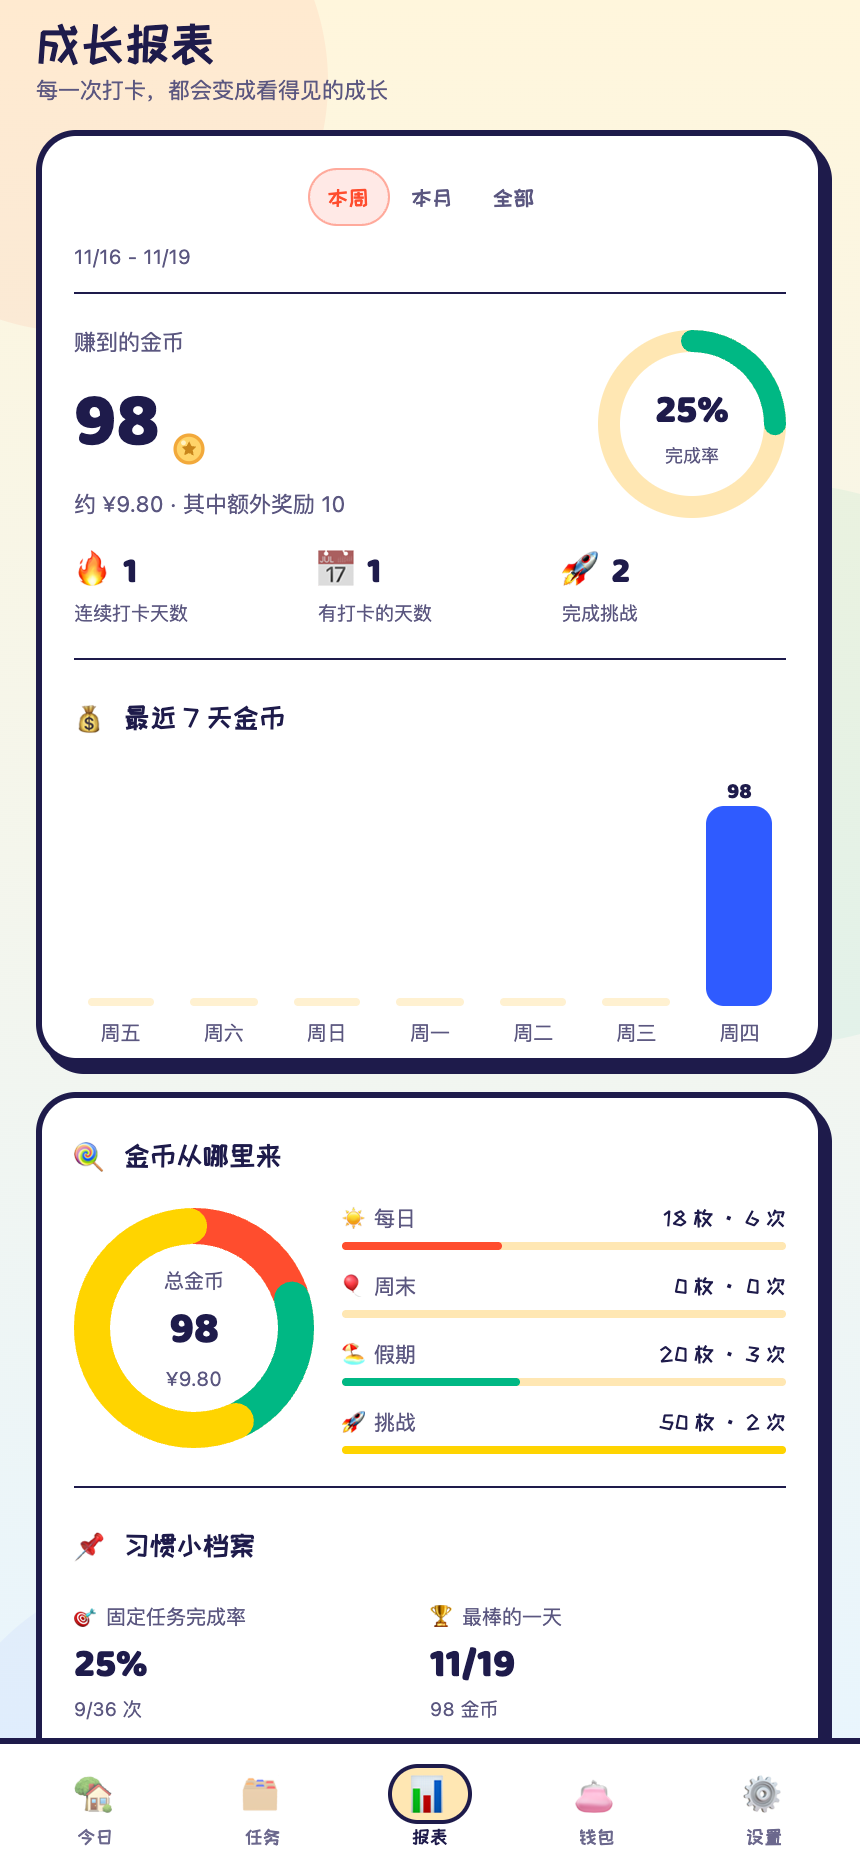 成长报表
每一次打卡，都会变成看得见的成长
本周 本月 全部
11/16 - 11/19
赚到的金币
98
25%
完成率
约 ¥9.80 · 其中额外奖励 10
1 JUL 17 1 2
连续打卡天数 有打卡的天数 完成挑战
最近 7 天金币
98
周五 周六 周日 周一 周二 周三 周四
金币从哪里来
总金币
98
¥9.80
每日 18 枚 · 6 次
周末 0 枚 · 0 次
假期 20 枚 · 3 次
挑战 50 枚 · 2 次
习惯小档案
固定任务完成率 最棒的一天
25% 11/19
9/36 次 98 金币
今日 任务 报表 钱包 设置